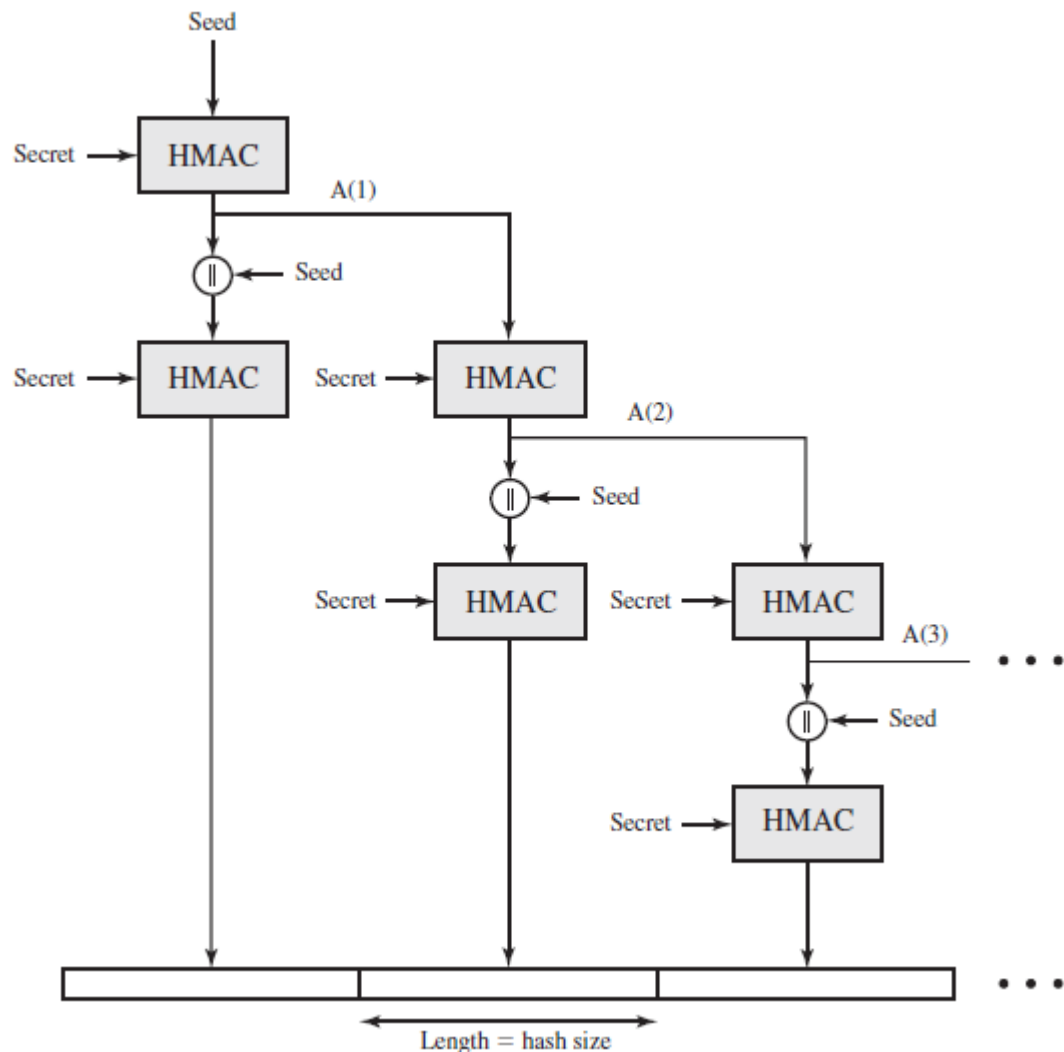 Seed
Secret
HMAC
A(1)
||
Seed
Secret
HMAC
Secret
HMAC
A(2)
||
Seed
Secret
HMAC
Secret
HMAC
A(3)
• • •
||
Seed
Secret
HMAC
• • •
Length = hash size